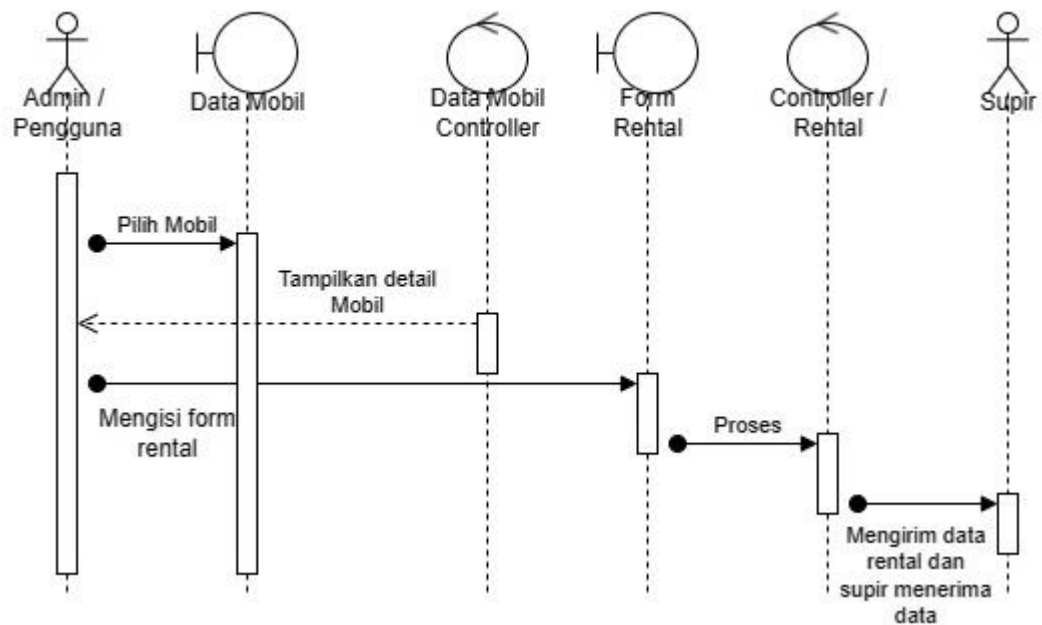 Admin /
Pengguna
Data Mobil
Data Mobil
Controller
Form
Rental
Controller /
Rental
Supir
Pilih Mobil
Tampilkan detail
Mobil
Mengisi form
rental
Proses
Mengirim data
rental dan
supir menerima
data